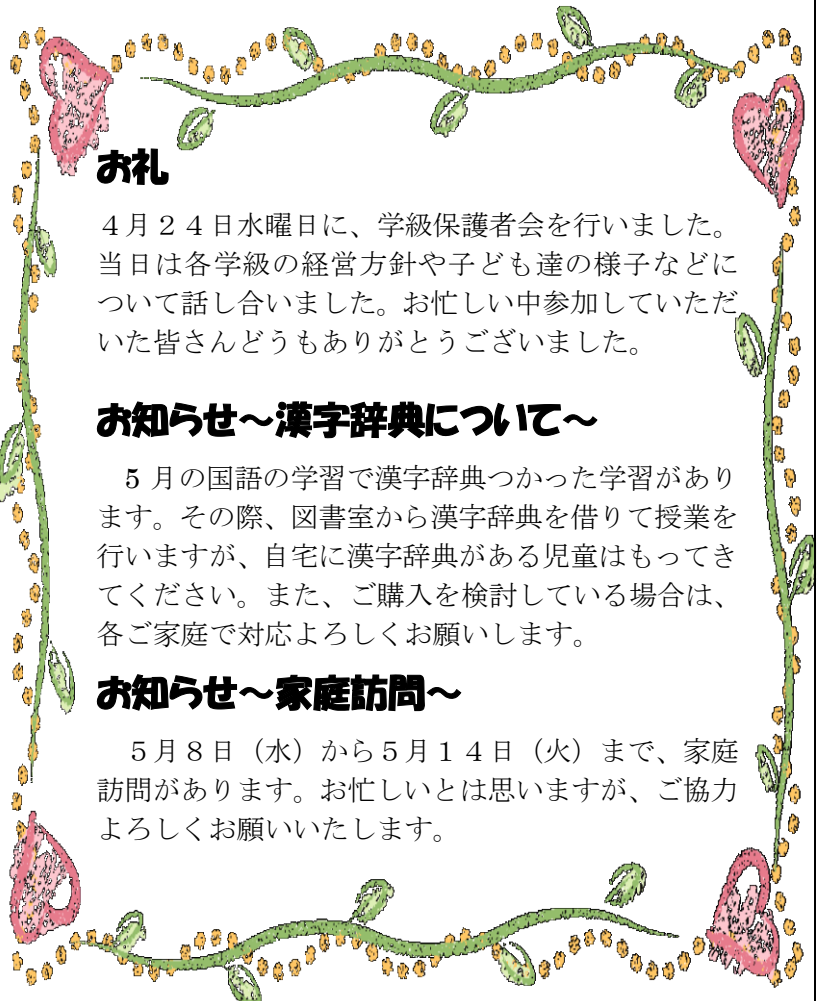 お礼
４月２４日水曜日に、学級保護者会を行いました。
当日は各学級の経営方針や子ども達の様子などに
ついて話し合いました。お忙しい中参加していただ
いた皆さんどうもありがとうございました。
お知らせ～漢字辞典について～
　5 月の国語の学習で漢字辞典つかった学習があり
ます。その際、図書室から漢字辞典を借りて授業を
行いますが、自宅に漢字辞典がある児童はもってき
てください。また、ご購入を検討している場合は、
各ご家庭で対応よろしくお願いします。
お知らせ～家庭訪問～
　５月８日（水）から５月１４日（火）まで、家庭
訪問があります。お忙しいとは思いますが、ご協力
よろしくお願いいたします。